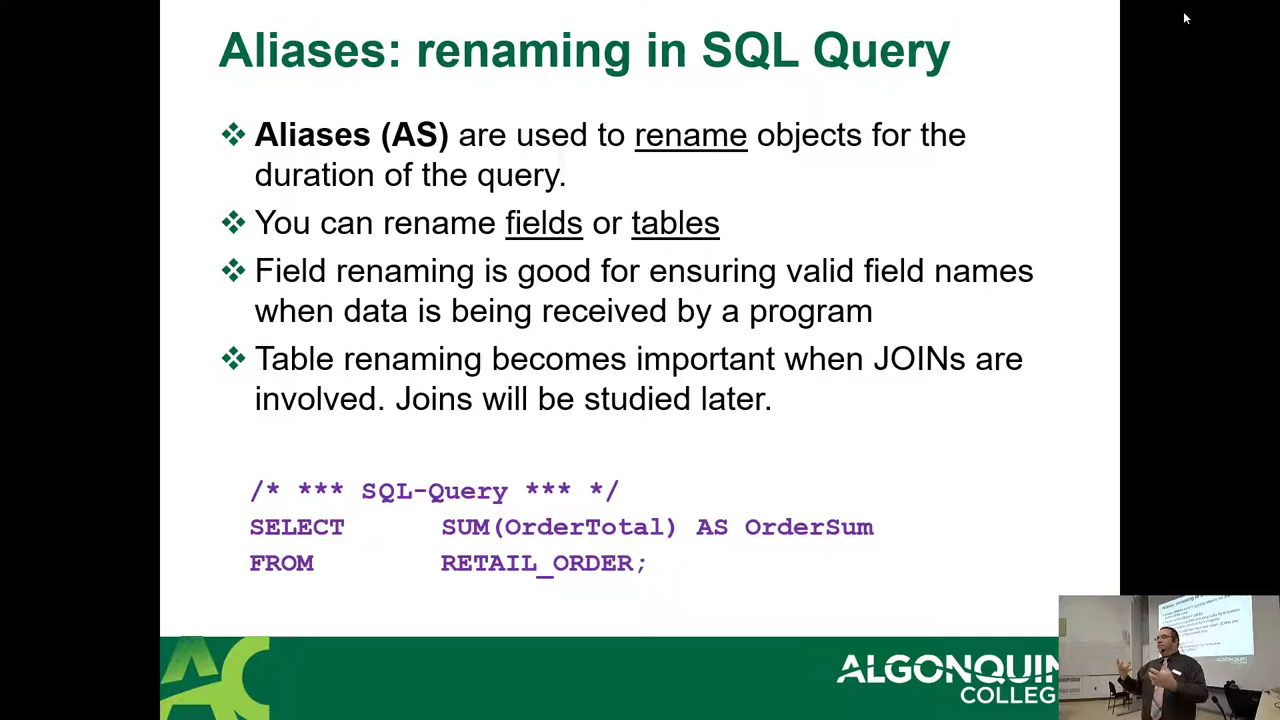 Aliases: renaming in SQL Query
Aliases (AS) are used to rename objects for the
duration of the query.
You can rename fields or tables
Field renaming is good for ensuring valid field names
when data is being received by a program
Table renaming becomes important when JOINs are
involved. Joins will be studied later.
/* *** SQL-Query *** */
SELECT SUM(OrderTotal) AS OrderSum
FROM RETAIL_ORDER;
AC
ALGONQUIN
COLLEG